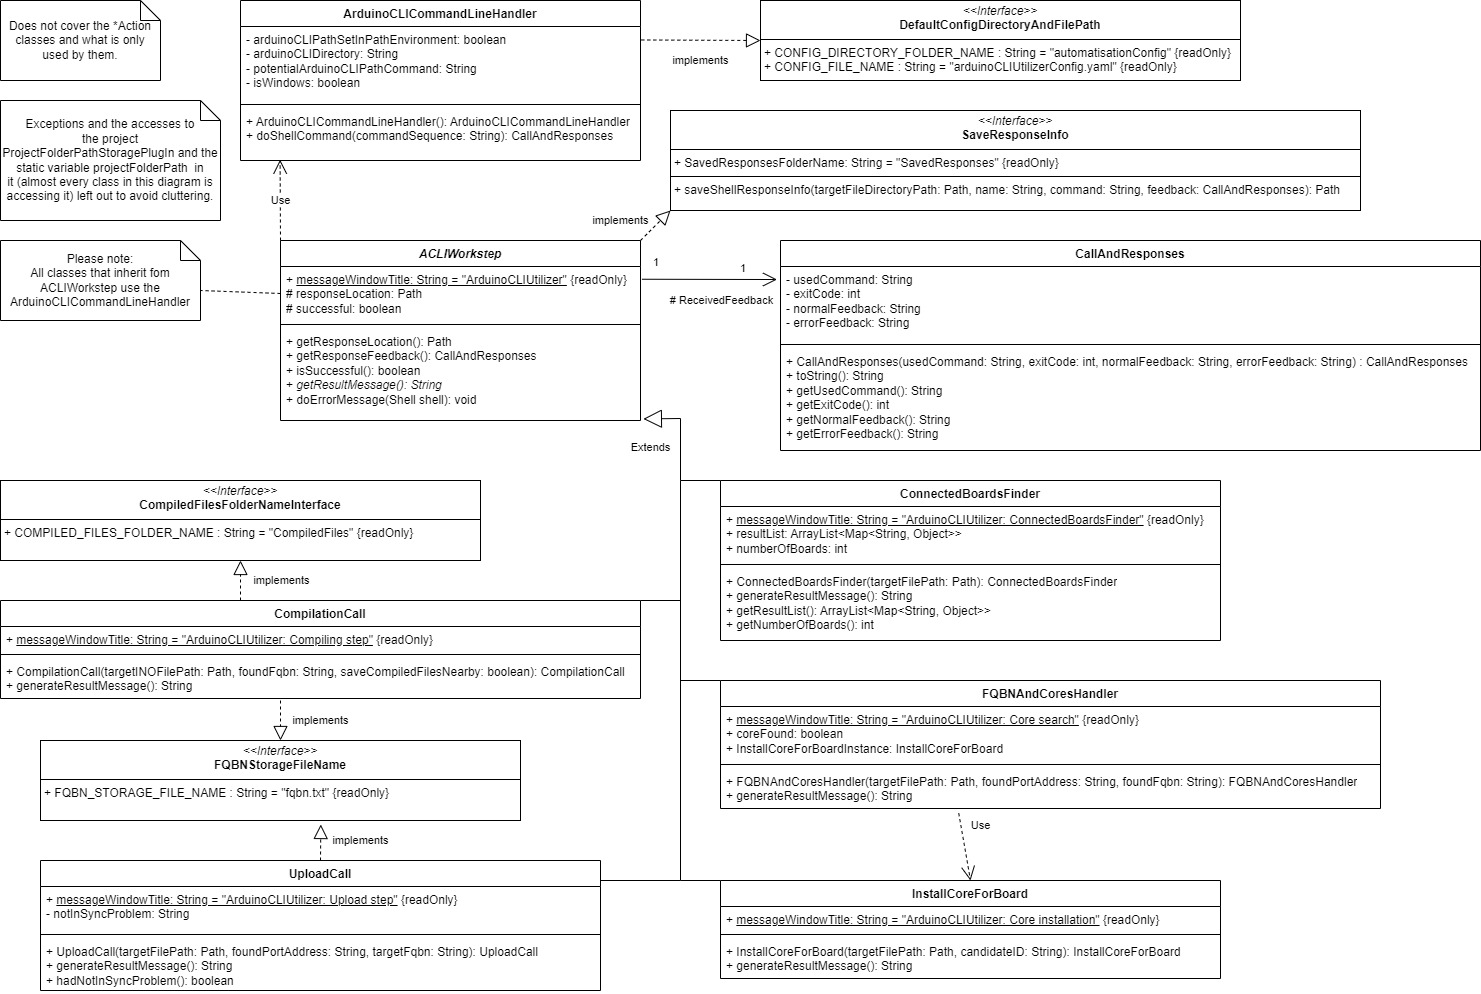 Does not cover the *Action
classes and what is only
used by them.
Exceptions and the accesses to
the project
ProjectFolderPathStoragePlugIn and the
static variable projectFolderPath in
it (almost every class in this diagram is
accessing it) left out to avoid cluttering.
Please note:
All classes that inherit fom
ACLIWorkstep use the
ArduinoCLICommandLineHandler
ArduinoCLICommandLineHandler
- arduinoCLIPathSetInPathEnvironment: boolean
- arduinoCLIDirectory: String
- potentialArduinoCLIPathCommand: String
- isWindows: boolean
+ ArduinoCLICommandLineHandler(): ArduinoCLICommandLineHandler
+ doShellCommand(commandSequence: String): CallAndResponses
implements
<<Interface>>
DefaultConfigDirectoryAndFilePath
+ CONFIG_DIRECTORY_FOLDER_NAME : String = "automatisationConfig" {readOnly}
+ CONFIG_FILE_NAME : String = "arduinoCLIUtilizerConfig.yaml" {readOnly}
<<Interface>>
SaveResponseInfo
+ SavedResponsesFolderName: String = "SavedResponses" {readOnly}
+ saveShellResponseInfo(targetFileDirectoryPath: Path, name: String, command: String, feedback: CallAndResponses): Path
Use
implements
ACLIWorkstep
+ messageWindowTitle: String = "ArduinoCLIUtilizer" {readOnly}
# responseLocation: Path
# successful: boolean
+ getResponseLocation(): Path
+ getResponseFeedback(): CallAndResponses
+ isSuccessful(): boolean
+ getResultMessage(): String
+ doErrorMessage(Shell shell): void
1
1
# ReceivedFeedback
CallAndResponses
- usedCommand: String
- exitCode: int
- normalFeedback: String
- errorFeedback: String
+ CallAndResponses(usedCommand: String, exitCode: int, normalFeedback: String, errorFeedback: String) : CallAndResponses
+ toString(): String
+ getUsedCommand(): String
+ getExitCode(): int
+ getNormalFeedback(): String
+ getErrorFeedback(): String
Extends
<<Interface>>
CompiledFilesFolderNameInterface
+ COMPILED_FILES_FOLDER_NAME : String = "CompiledFiles" {readOnly}
implements
ConnectedBoardsFinder
+ messageWindowTitle: String = "ArduinoCLIUtilizer: ConnectedBoardsFinder" {readOnly}
+ resultList: ArrayList<Map<String, Object>>
+ numberOfBoards: int
+ ConnectedBoardsFinder(targetFilePath: Path): ConnectedBoardsFinder
+ generateResultMessage(): String
+ getResultList(): ArrayList<Map<String, Object>>
+ getNumberOfBoards(): int
CompilationCall
+ messageWindowTitle: String = "ArduinoCLIUtilizer: Compiling step" {readOnly}
+ CompilationCall(targetINOFilePath: Path, foundFqbn: String, saveCompiledFilesNearby: boolean): CompilationCall
+ generateResultMessage(): String
implements
FQBNAndCoresHandler
+ messageWindowTitle: String = "ArduinoCLIUtilizer: Core search" {readOnly}
+ coreFound: boolean
+ InstallCoreForBoardInstance: InstallCoreForBoard
+ FQBNAndCoresHandler(targetFilePath: Path, foundPortAddress: String, foundFqbn: String): FQBNAndCoresHandler
+ generateResultMessage(): String
<<Interface>>
FQBNStorageFileName
+ FQBN_STORAGE_FILE_NAME : String = "fqbn.txt" {readOnly}
implements
Use
UploadCall
+ messageWindowTitle: String = "ArduinoCLIUtilizer: Upload step" {readOnly}
- notInSyncProblem: String
+ UploadCall(targetFilePath: Path, foundPortAddress: String, targetFqbn: String): UploadCall
+ generateResultMessage(): String
+ hadNotInSyncProblem(): boolean
InstallCoreForBoard
+ messageWindowTitle: String = "ArduinoCLIUtilizer: Core installation" {readOnly}
+ InstallCoreForBoard(targetFilePath: Path, candidateID: String): InstallCoreForBoard
+ generateResultMessage(): String